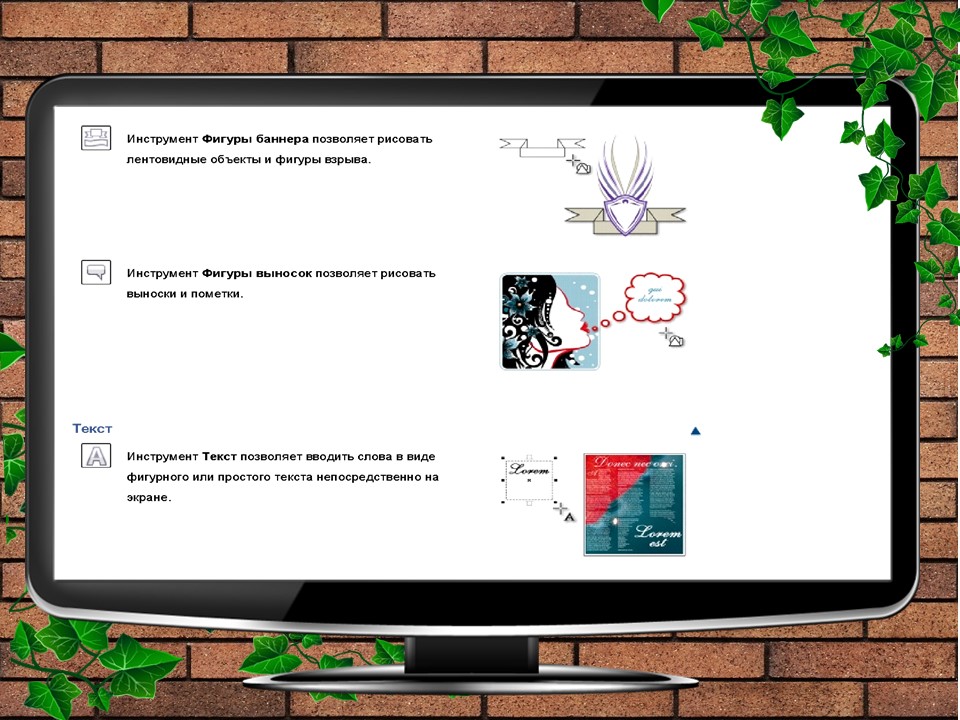 Инструмент Фигуры баннера позволяет рисовать
лентовидные объекты и фигуры взрыва.
Инструмент Фигуры выносок позволяет рисовать
выноски и пометки.
qui
dolorem
Текст
Инструмент Текст позволяет вводить слова в виде
фигурного или простого текста непосредственно на
экране.
Lorem
A
Donec nec orci,
Lorem
est